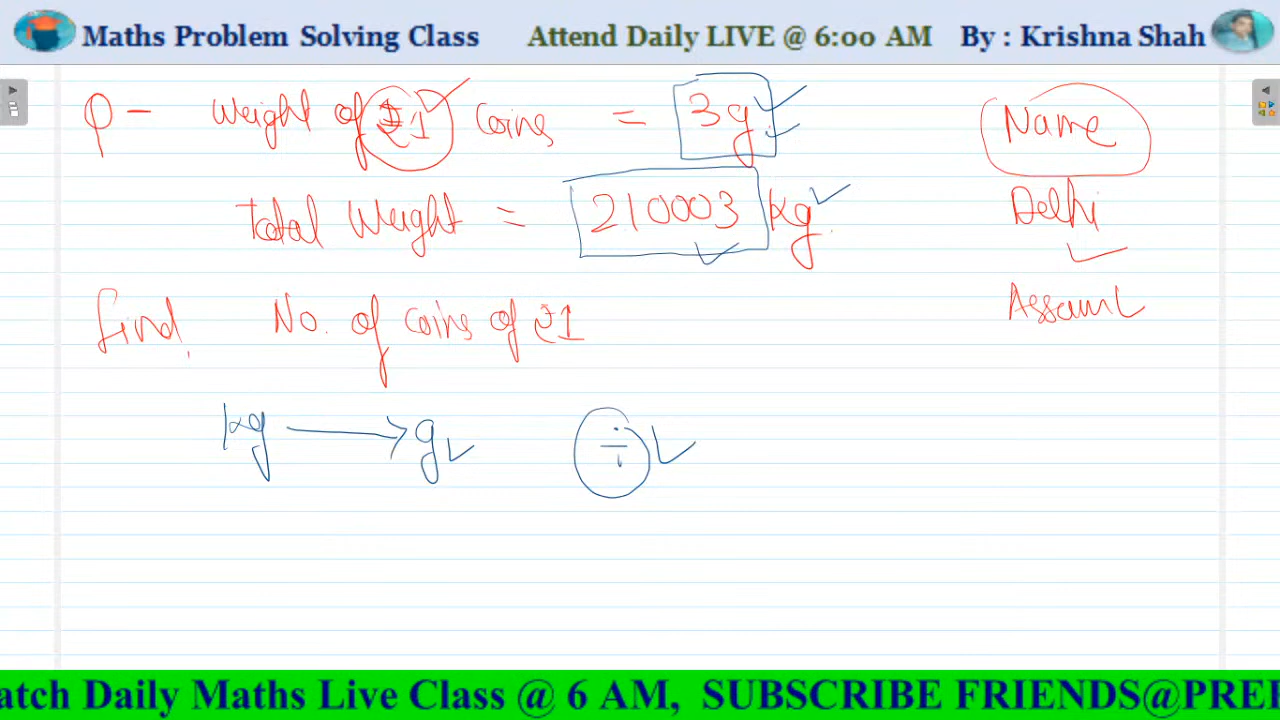 Maths Problem Solving Class Attend Daily LIVE @ 6:00 AM By : Krishna Shah
Q - Weight of ₹1 coins = 3g
Total Weight = 210003 kg
Find, No. of coins of ₹1
kg → g ÷
Name
Delhi
Assam
atch Daily Maths Live Class @ 6 AM, SUBSCRIBE FRIENDS@PREP